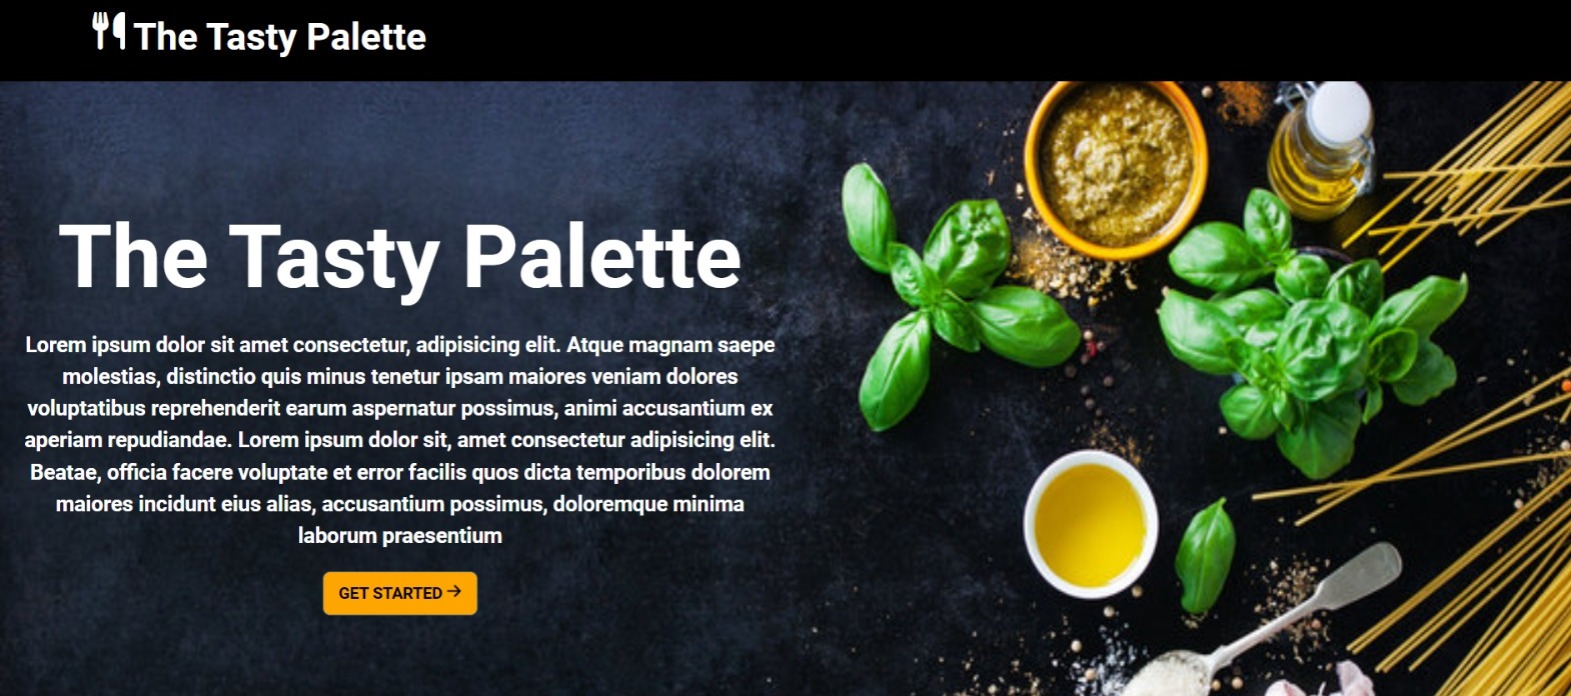 The Tasty Palette
The Tasty Palette
Lorem ipsum dolor sit amet consectetur, adipisicing elit. Atque magnam saepe
molestias, distinctio quis minus tenetur ipsam maiores veniam dolores
voluptatibus reprehenderit earum aspernatur possimus, animi accusantium ex
aperiam repudiandae. Lorem ipsum dolor sit, amet consectetur adipisicing elit.
Beatae, officia facere voluptate et error facilis quos dicta temporibus dolorem
maiores incidunt eius alias, accusantium possimus, doloremque minima
laborum praesentium
GET STARTED →